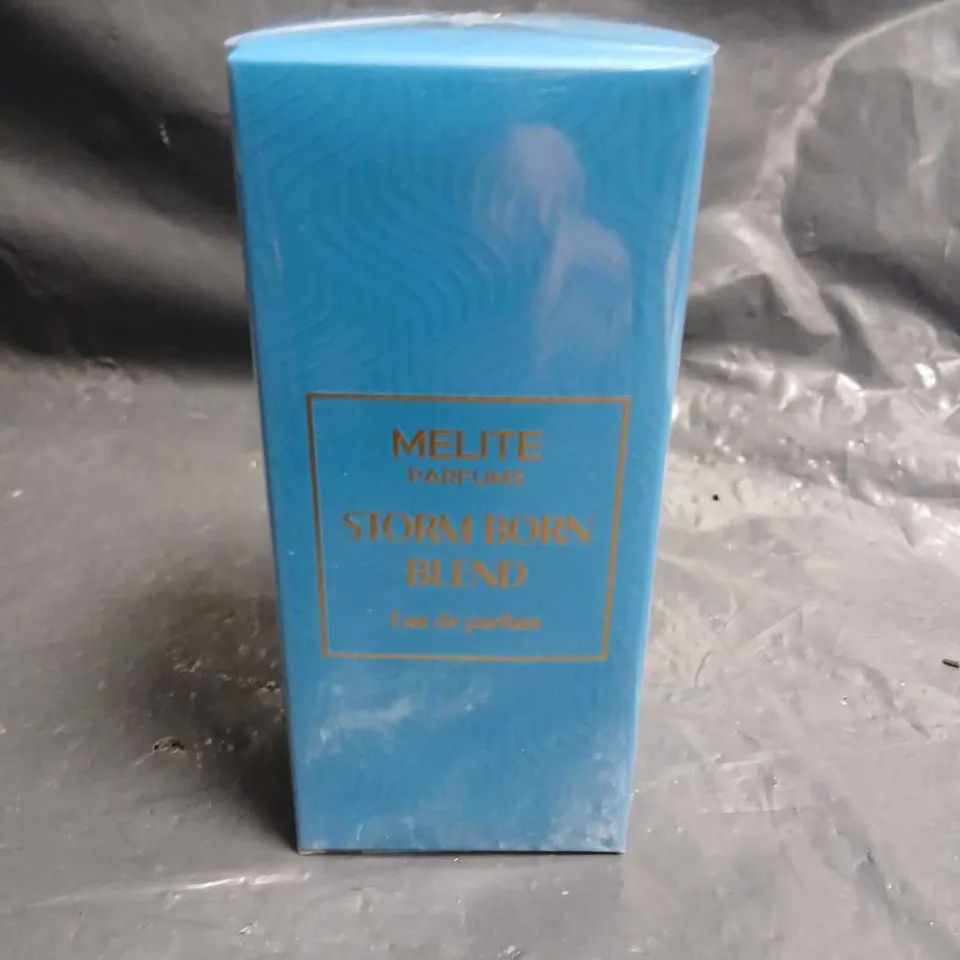 MELITE
PARFUMS
STORM BORN
BLEND
Eau de parfum